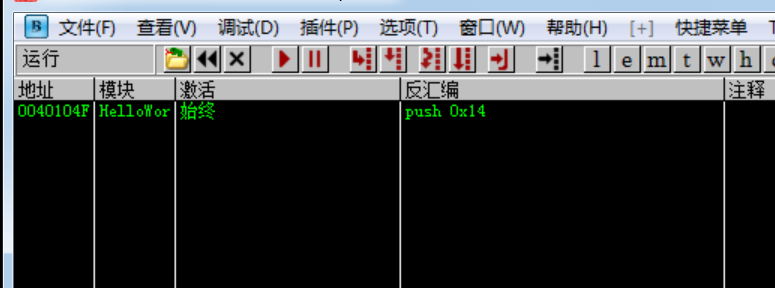 B 文件(F) 查看(V) 调试(D) 插件(P) 选项(T) 窗口(W) 帮助(H) [+] 快捷菜单 T
运行 l e m t w h
地址 模块 激活 反汇编 注释
0040104F HelloWor 始终 push 0x14